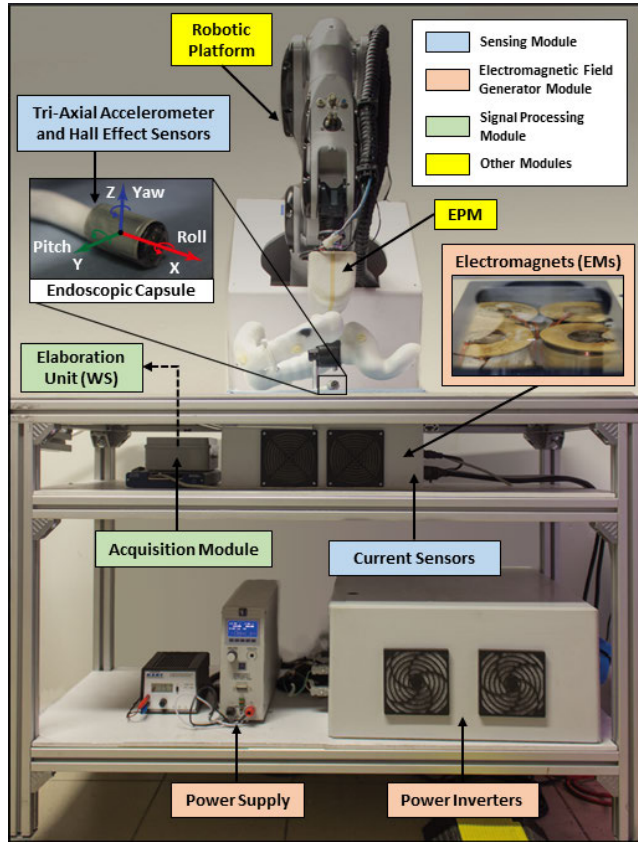 Robotic
Platform
Sensing Module
Electromagnetic Field
Generator Module
Signal Processing
Module
Other Modules
Tri-Axial Accelerometer
and Hall Effect Sensors
Z
Yaw
Pitch
Roll
Y
X
Endoscopic Capsule
EPM
Electromagnets (EMs)
Elaboration
Unit (WS)
Acquisition Module
Current Sensors
Power Supply
Power Inverters